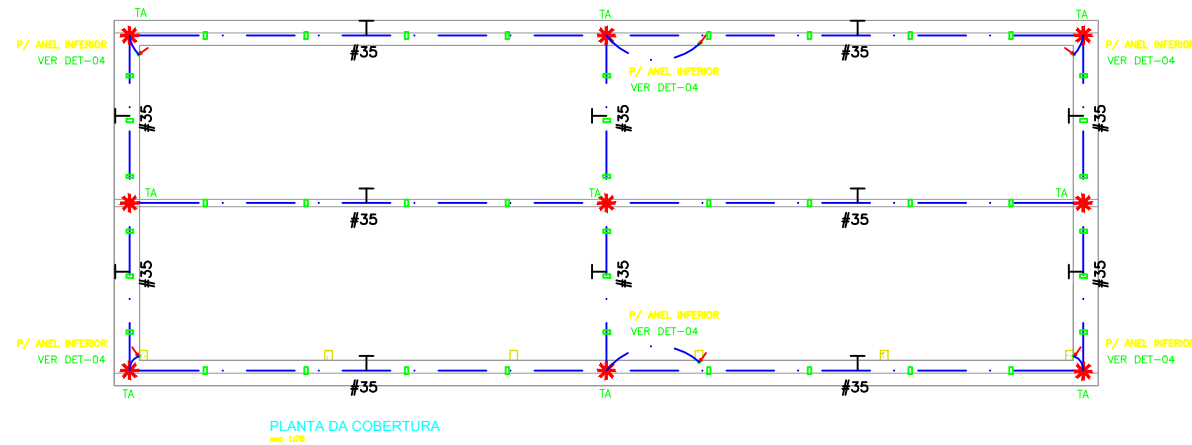 TA
TA
TA
P/ ANEL INFERIOR
VER DET-04
#35
#35
P/ ANEL INFERIOR
VER DET-04
P/ ANEL INFERIOR
VER DET-04
#35
#35
#35
TA
TA
TA
#35
#35
#35
#35
#35
P/ ANEL INFERIOR
VER DET-04
P/ ANEL INFERIOR
VER DET-04
P/ ANEL INFERIOR
VER DET-04
#35
#35
TA
TA
TA
PLANTA DA COBERTURA